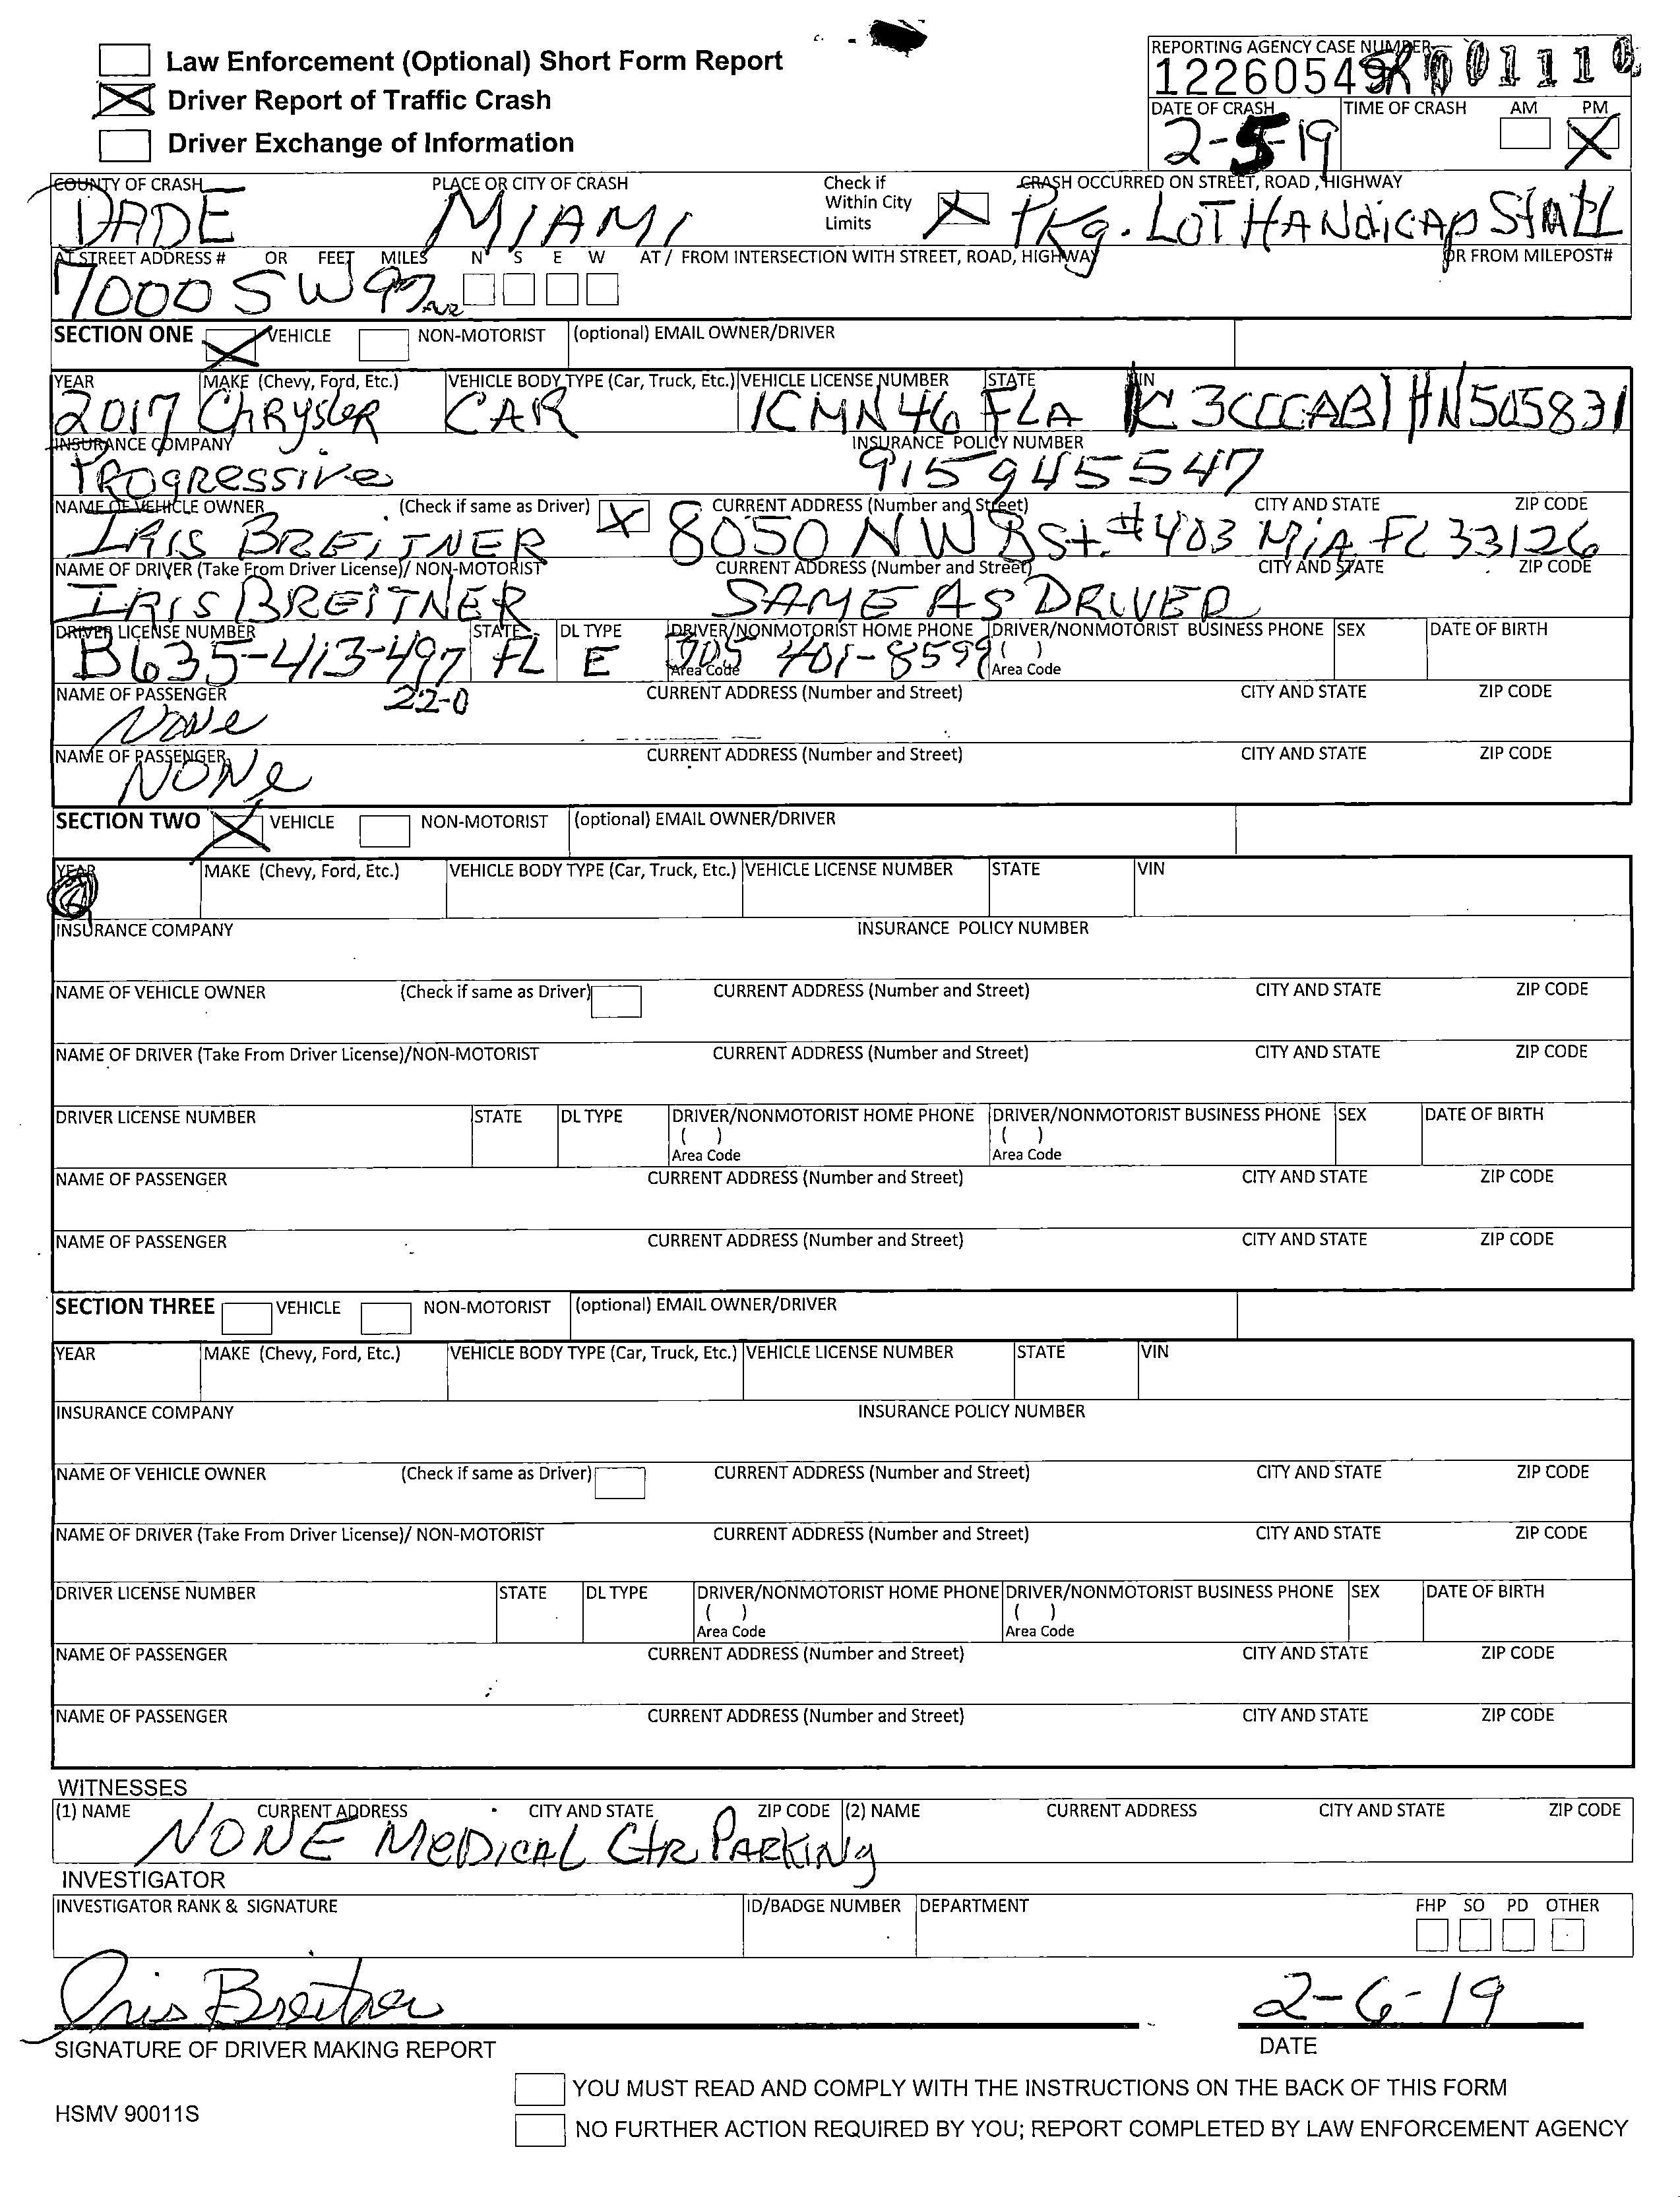 Law Enforcement (Optional) Short Form Report
Driver Report of Traffic Crash
Driver Exchange of Information
REPORTING AGENCY CASE NUMBER
12260549
DATE OF CRASH TIME OF CRASH AM PM
2-5-19
COUNTY OF CRASH PLACE OR CITY OF CRASH Check if Within City Limits CRASH OCCURRED ON STREET, ROAD, HIGHWAY
DADE MIAMI PKg. LOT HANDiCAP StALL
AT STREET ADDRESS # OR FEET MILES N S E W AT / FROM INTERSECTION WITH STREET, ROAD, HIGHWAY OR FROM MILEPOST#
7000 SW 97 Ave
SECTION ONE VEHICLE NON-MOTORIST (optional) EMAIL OWNER/DRIVER
YEAR MAKE (Chevy, Ford, Etc.) VEHICLE BODY TYPE (Car, Truck, Etc.) VEHICLE LICENSE NUMBER STATE VIN
2017 ChRysleR CAR ICMN46 FLA 1C3CCCAB1HN505831
INSURANCE COMPANY INSURANCE POLICY NUMBER
PROgRessive 915945547
NAME OF VEHICLE OWNER (Check if same as Driver) CURRENT ADDRESS (Number and Street) CITY AND STATE ZIP CODE
IRIS BREiTNER 8050 NW 8 St. #403 MiA FL 33126
NAME OF DRIVER (Take From Driver License)/ NON-MOTORIST CURRENT ADDRESS (Number and Street) CITY AND STATE ZIP CODE
IRIS BREiTNER SAME AS DRIVER
DRIVER LICENSE NUMBER STATE DL TYPE DRIVER/NONMOTORIST HOME PHONE DRIVER/NONMOTORIST BUSINESS PHONE SEX DATE OF BIRTH
B635-413-497 FL E 305 401-8599 ( )
Area Code Area Code
22-0
NAME OF PASSENGER CURRENT ADDRESS (Number and Street) CITY AND STATE ZIP CODE
NoNe
NAME OF PASSENGER CURRENT ADDRESS (Number and Street) CITY AND STATE ZIP CODE
NONe
SECTION TWO VEHICLE NON-MOTORIST (optional) EMAIL OWNER/DRIVER
YEAR MAKE (Chevy, Ford, Etc.) VEHICLE BODY TYPE (Car, Truck, Etc.) VEHICLE LICENSE NUMBER STATE VIN
INSURANCE COMPANY INSURANCE POLICY NUMBER
NAME OF VEHICLE OWNER (Check if same as Driver) CURRENT ADDRESS (Number and Street) CITY AND STATE ZIP CODE
NAME OF DRIVER (Take From Driver License)/NON-MOTORIST CURRENT ADDRESS (Number and Street) CITY AND STATE ZIP CODE
DRIVER LICENSE NUMBER STATE DL TYPE DRIVER/NONMOTORIST HOME PHONE DRIVER/NONMOTORIST BUSINESS PHONE SEX DATE OF BIRTH
( ) ( )
Area Code Area Code
NAME OF PASSENGER CURRENT ADDRESS (Number and Street) CITY AND STATE ZIP CODE
NAME OF PASSENGER CURRENT ADDRESS (Number and Street) CITY AND STATE ZIP CODE
SECTION THREE VEHICLE NON-MOTORIST (optional) EMAIL OWNER/DRIVER
YEAR MAKE (Chevy, Ford, Etc.) VEHICLE BODY TYPE (Car, Truck, Etc.) VEHICLE LICENSE NUMBER STATE VIN
INSURANCE COMPANY INSURANCE POLICY NUMBER
NAME OF VEHICLE OWNER (Check if same as Driver) CURRENT ADDRESS (Number and Street) CITY AND STATE ZIP CODE
NAME OF DRIVER (Take From Driver License)/ NON-MOTORIST CURRENT ADDRESS (Number and Street) CITY AND STATE ZIP CODE
DRIVER LICENSE NUMBER STATE DL TYPE DRIVER/NONMOTORIST HOME PHONE DRIVER/NONMOTORIST BUSINESS PHONE SEX DATE OF BIRTH
( ) ( )
Area Code Area Code
NAME OF PASSENGER CURRENT ADDRESS (Number and Street) CITY AND STATE ZIP CODE
NAME OF PASSENGER CURRENT ADDRESS (Number and Street) CITY AND STATE ZIP CODE
WITNESSES
(1) NAME CURRENT ADDRESS CITY AND STATE ZIP CODE (2) NAME CURRENT ADDRESS CITY AND STATE ZIP CODE
NONE MeDiCAL CtR PARKiNg
INVESTIGATOR
INVESTIGATOR RANK & SIGNATURE ID/BADGE NUMBER DEPARTMENT FHP SO PD OTHER
Iris Breitner 2-6-19
SIGNATURE OF DRIVER MAKING REPORT DATE
YOU MUST READ AND COMPLY WITH THE INSTRUCTIONS ON THE BACK OF THIS FORM
HSMV 90011S
NO FURTHER ACTION REQUIRED BY YOU; REPORT COMPLETED BY LAW ENFORCEMENT AGENCY